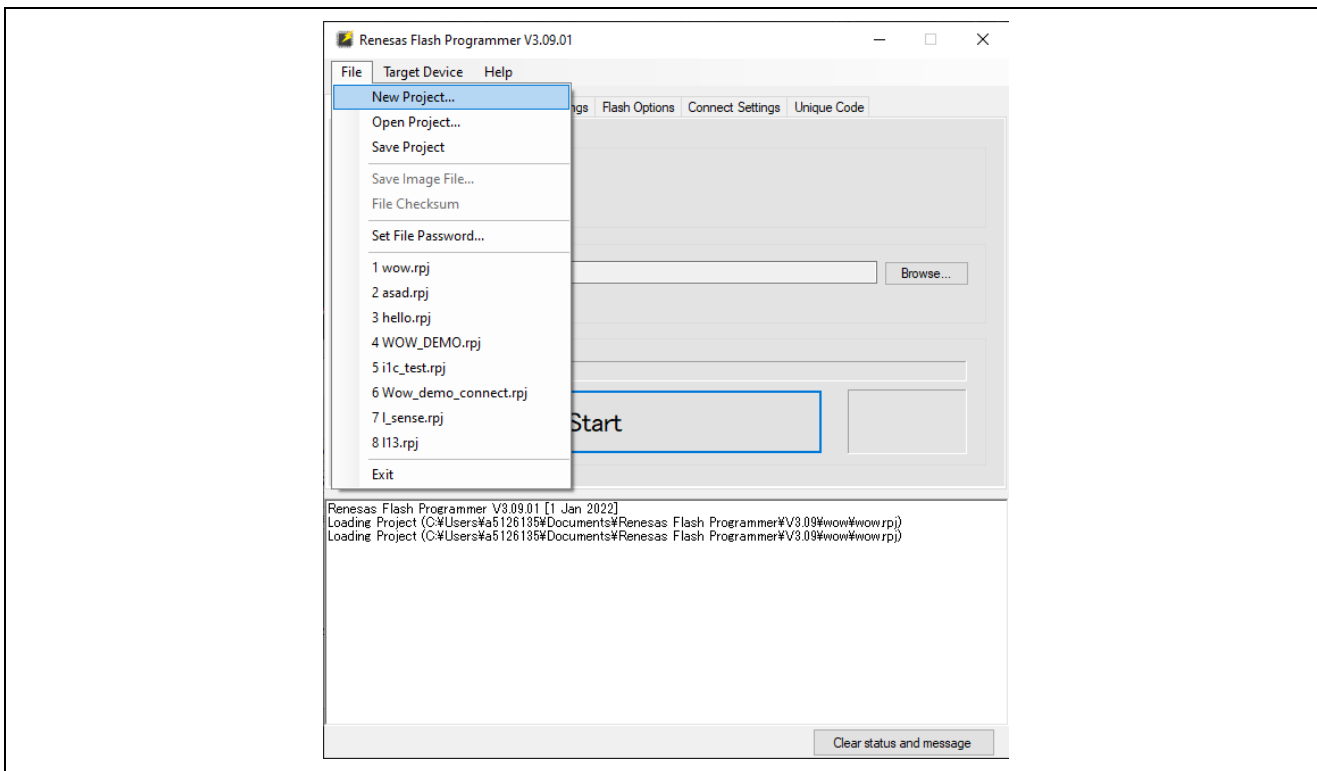 Renesas Flash Programmer V3.09.01
File Target Device Help
New Project...
ngs Flash Options Connect Settings Unique Code
Open Project...
Save Project
Save Image File...
File Checksum
Set File Password...
1 wow.rpj
Browse...
2 asad.rpj
3 hello.rpj
4 WOW_DEMO.rpj
5 i1c_test.rpj
6 Wow_demo_connect.rpj
7 I_sense.rpj
Start
8 I13.rpj
Exit
Renesas Flash Programmer V3.09.01 [1 Jan 2022]
Loading Project (C:¥Users¥a5126135¥Documents¥Renesas Flash Programmer¥V3.09¥wow¥wow.rpj)
Loading Project (C:¥Users¥a5126135¥Documents¥Renesas Flash Programmer¥V3.09¥wow¥wow.rpj)
Clear status and message